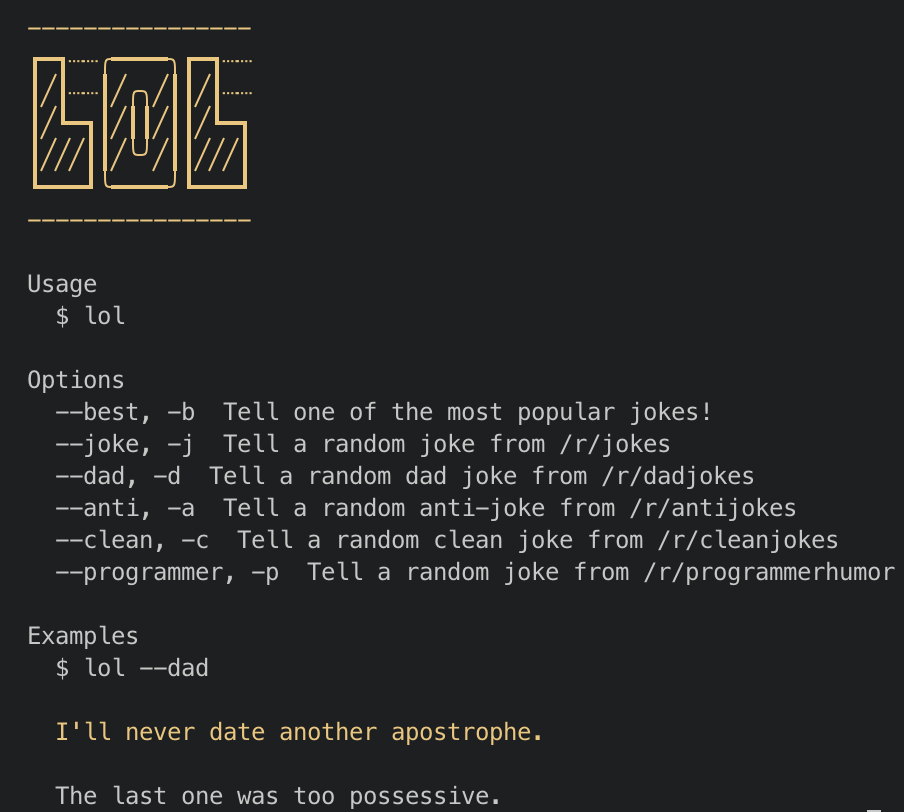 LOL
Usage
$ lol
Options
--best, -b  Tell one of the most popular jokes!
--joke, -j  Tell a random joke from /r/jokes
--dad, -d  Tell a random dad joke from /r/dadjokes
--anti, -a  Tell a random anti-joke from /r/antijokes
--clean, -c  Tell a random clean joke from /r/cleanjokes
--programmer, -p  Tell a random joke from /r/programmerhumor
Examples
$ lol --dad
I'll never date another apostrophe.
The last one was too possessive.